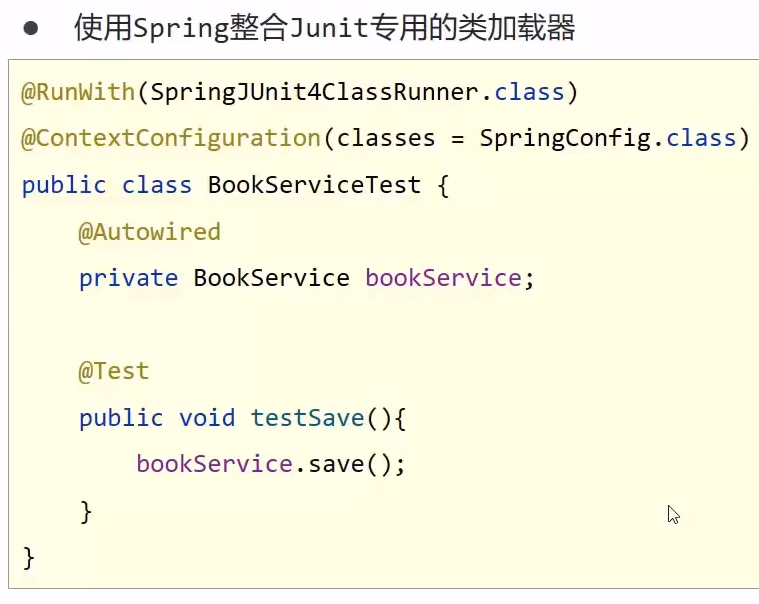 ● 使用Spring整合Junit专用的类加载器
@RunWith(SpringJUnit4ClassRunner.class)
@ContextConfiguration(classes = SpringConfig.class)
public class BookServiceTest {
    @Autowired
    private BookService bookService;

    @Test
    public void testSave(){
        bookService.save();
    }
}